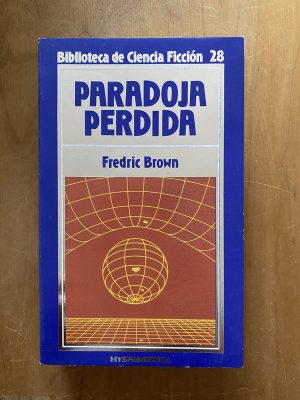 Biblioteca de Ciencia Ficción 28
PARADOJA
PERDIDA
Fredric Brown
HYSPAMERICA